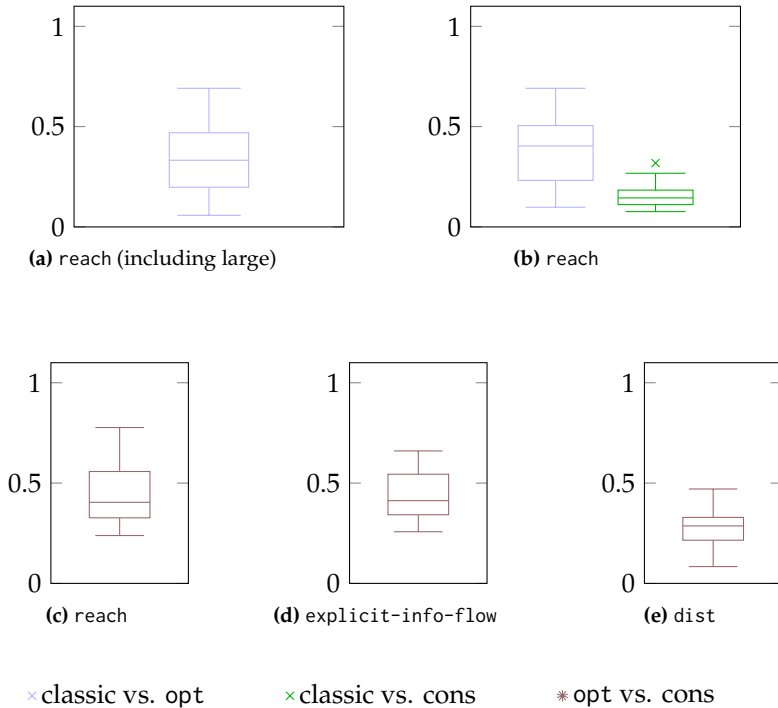 1
0.5
0
(a) reach (including large)
1
0.5
0
(b) reach
1
0.5
0
(c) reach
1
0.5
0
(d) explicit-info-flow
1
0.5
0
(e) dist
classic vs. opt
classic vs. cons
opt vs. cons